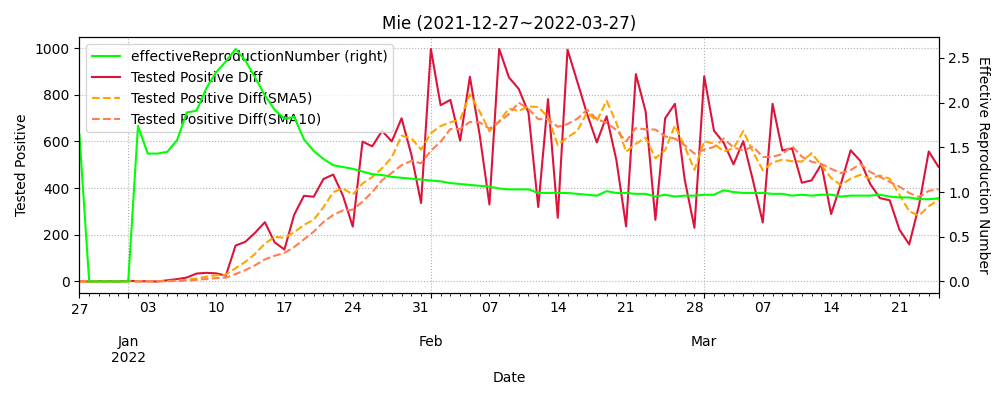 Mie (2021-12-27~2022-03-27)
effectiveReproductionNumber (right)
Tested Positive Diff
Tested Positive Diff(SMA5)
Tested Positive Diff(SMA10)
Tested Positive
1000
800
600
400
200
0
Effective Reproduction Number
2.5
2.0
1.5
1.0
0.5
0.0
27 03 10 17 24 31 07 14 21 28 07 14 21
Jan Feb Mar
2022
Date